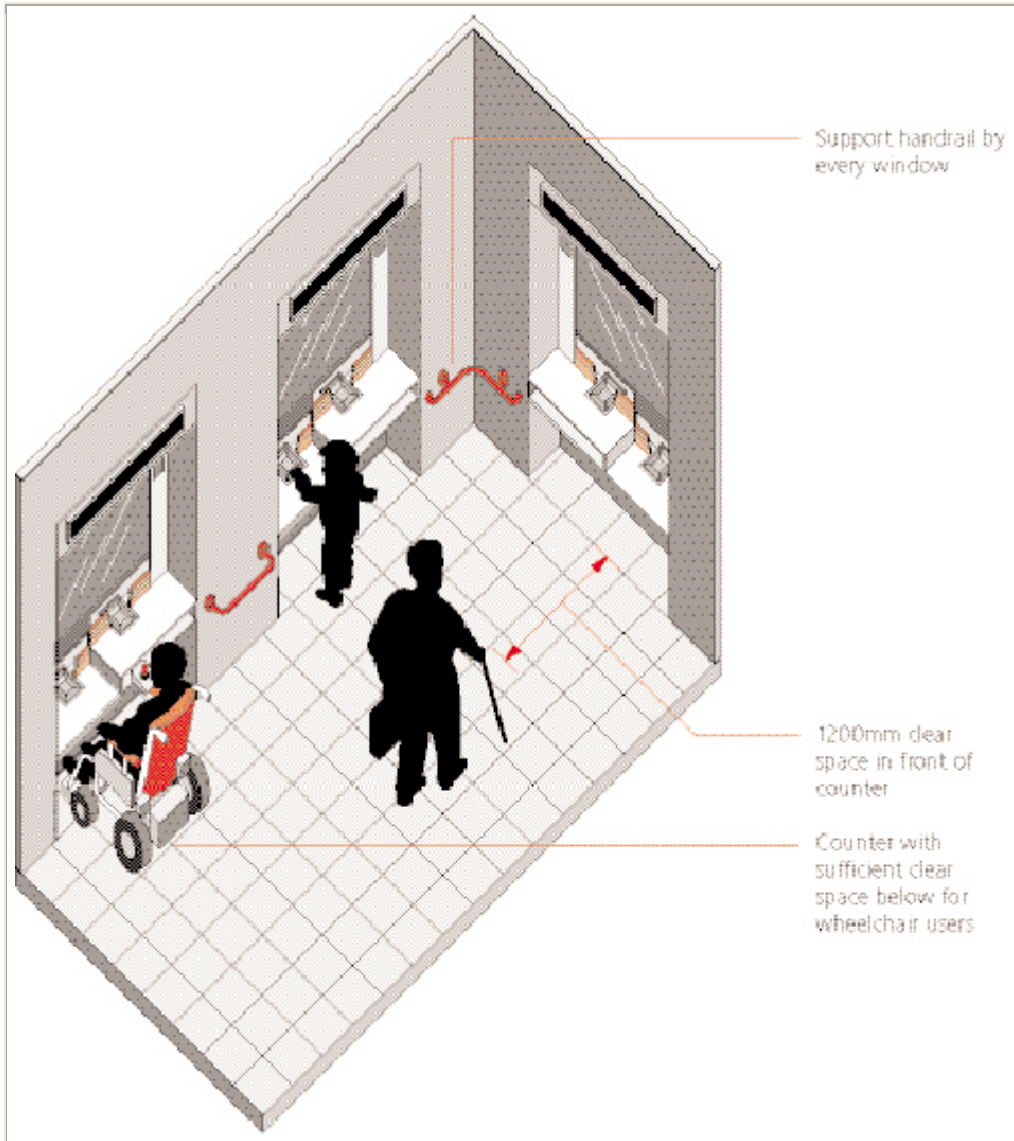 Support handrail by
every window
1200mm clear
space in front of
counter
Counter with
sufficient clear
space below for
wheelchair users